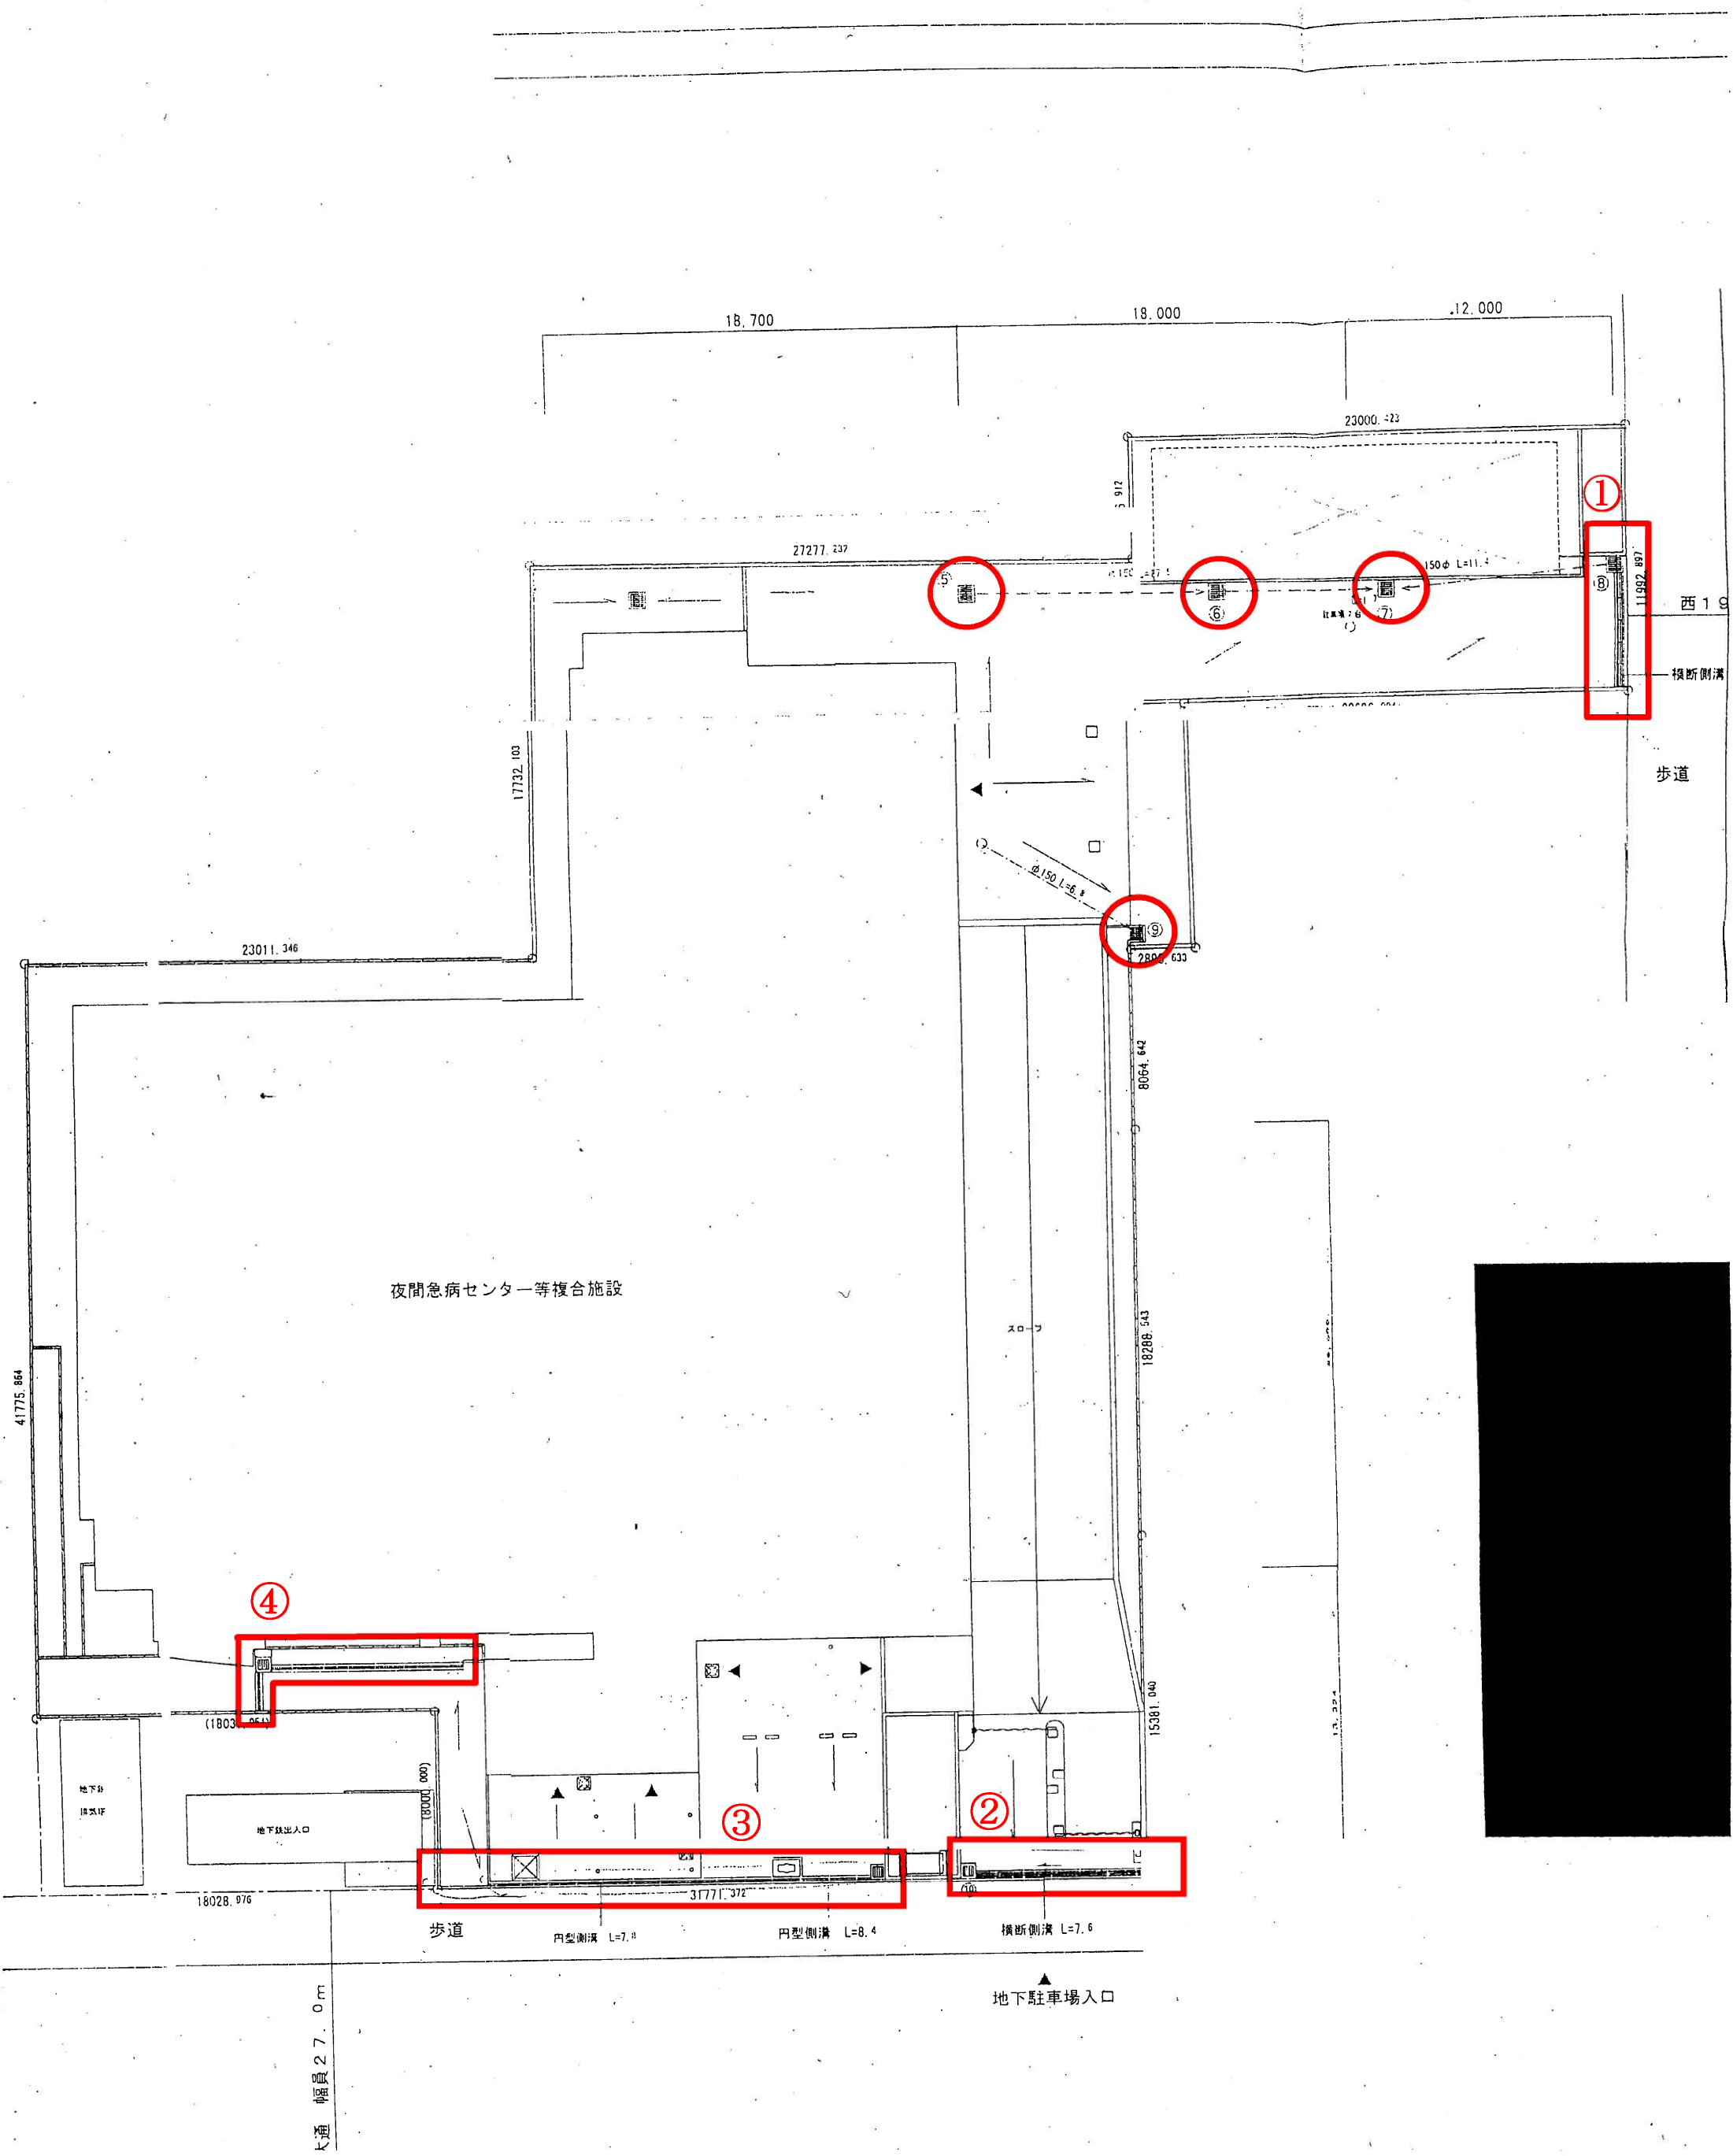 18,700
18,000
12,000
23000.423
①
27277.237
⑤
150φ L=11.4
⑧
11992.897
西19
⑥
⑦
横断側溝
17732.103
歩道
φ150 L=6.8
⑨
23011.346
8064.642
夜間急病センター等複合施設
スロープ
18288.543
41775.864
④
15381.040
(8000.000)
地下鉄出入口
③
②
⑩
18028.976
31771.372
歩道
円型側溝 L=7.8
円型側溝 L=8.4
横断側溝 L=7.6
地下駐車場入口
大通 幅員27.0m